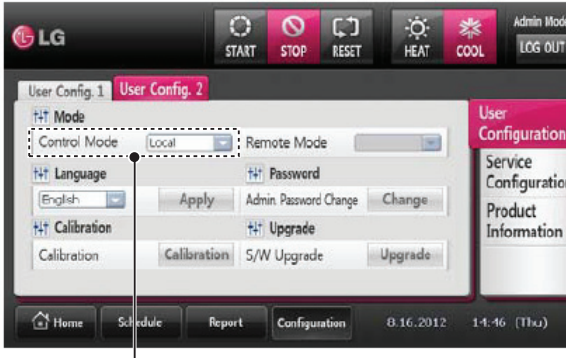 LG
START STOP RESET HEAT COOL
Admin Mode
LOG OUT
User Config. 1 User Config. 2
Mode
Control Mode Local Remote Mode
Language Password
English Apply Admin. Password Change Change
Calibration Upgrade
Calibration Calibration S/W Upgrade Upgrade
User
Configuration
Service
Configuratio
Product
Information
Home Schedule Report Configuration 8.16.2012 14:46 (Thu)